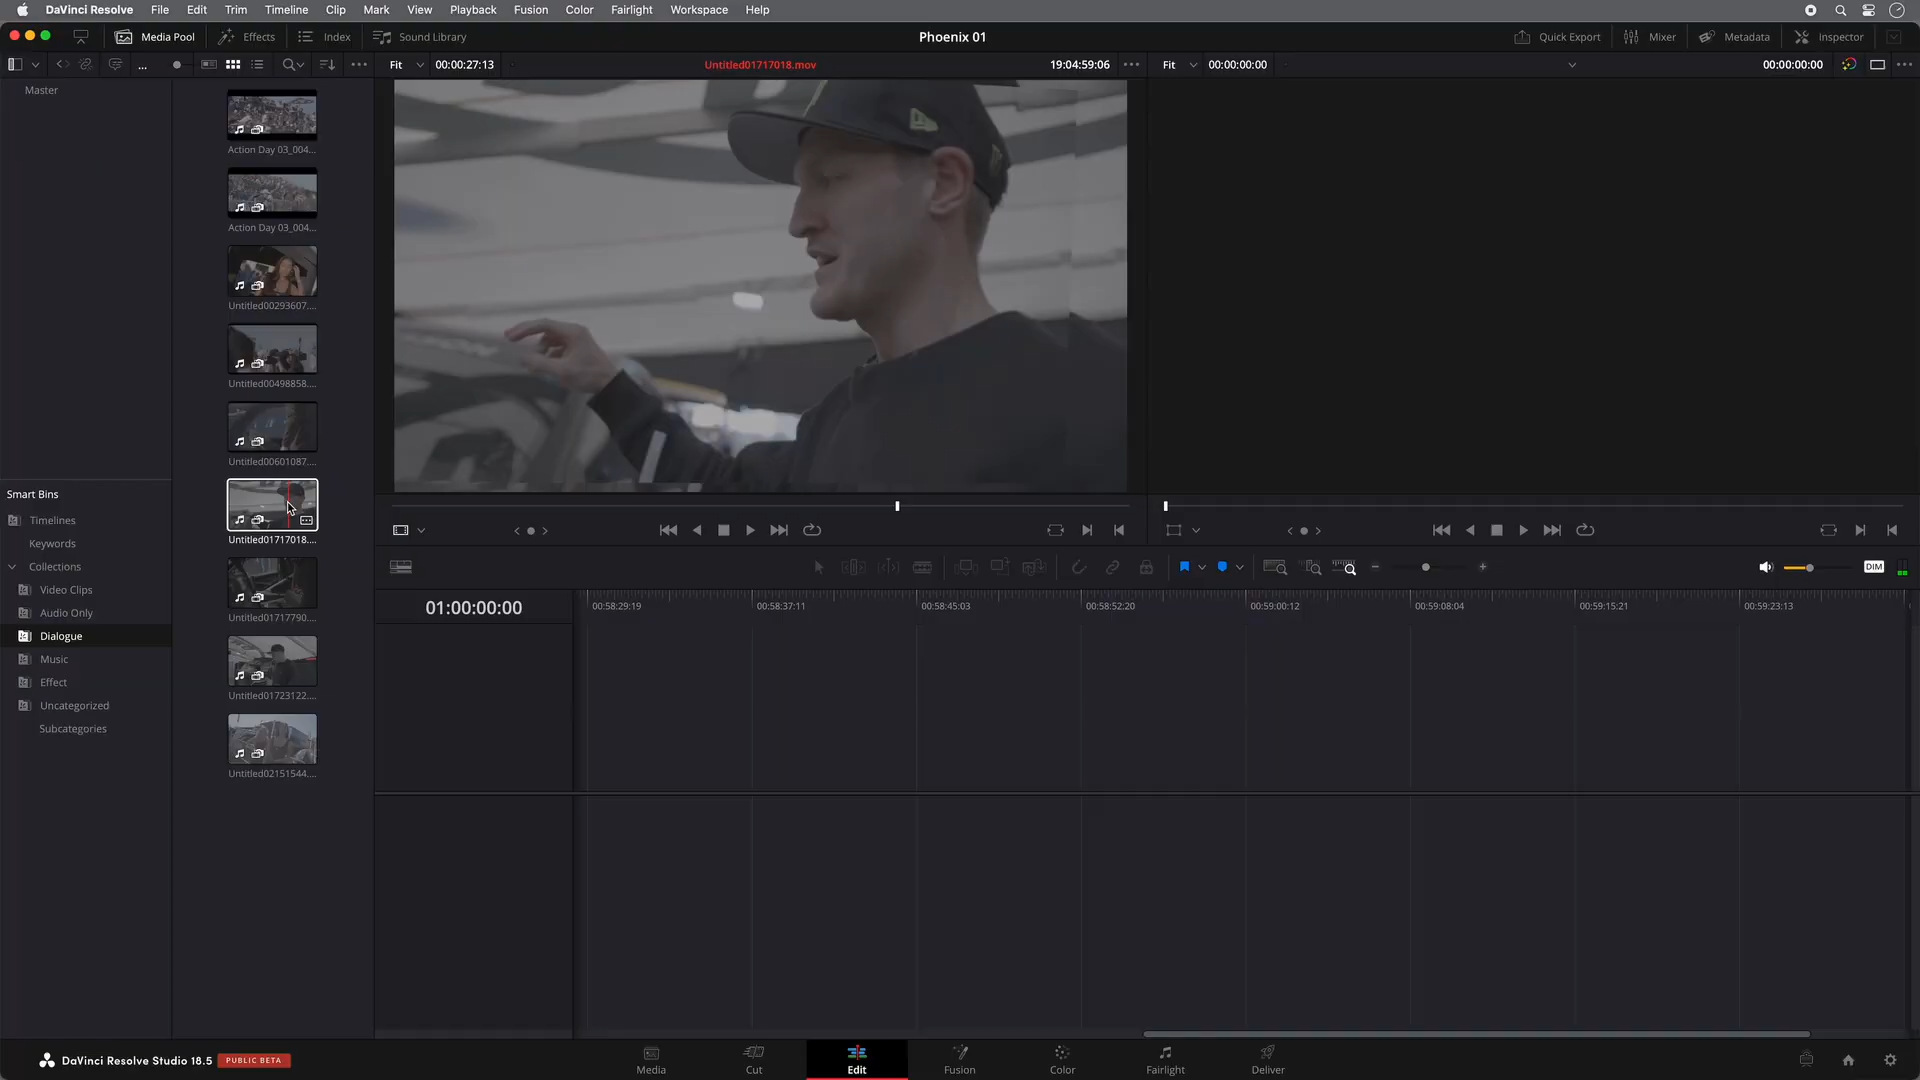 DaVinci Resolve File Edit Trim Timeline Clip Mark View Playback Fusion Color Fairlight Workspace Help
Media Pool Effects Index Sound Library Phoenix 01 Quick Export Mixer Metadata Inspector
... Fit 00:00:27:13 Untitled01717018.mov 19:04:59:06 Fit 00:00:00:00 00:00:00:00
Master
Action Day 03_004...
Action Day 03_004...
Untitled00293607...
Untitled00498858...
Untitled00601087...
Untitled01717018...
Untitled01717790...
Untitled01723122...
Untitled02151544...
Smart Bins
Timelines
Keywords
Collections
Video Clips
Audio Only
Dialogue
Music
Effect
Uncategorized
Subcategories
DIM
01:00:00:00
00:58:29:19 00:58:37:11 00:58:45:03 00:58:52:20 00:59:00:12 00:59:08:04 00:59:15:21 00:59:23:13
DaVinci Resolve Studio 18.5 PUBLIC BETA
Media Cut Edit Fusion Color Fairlight Deliver